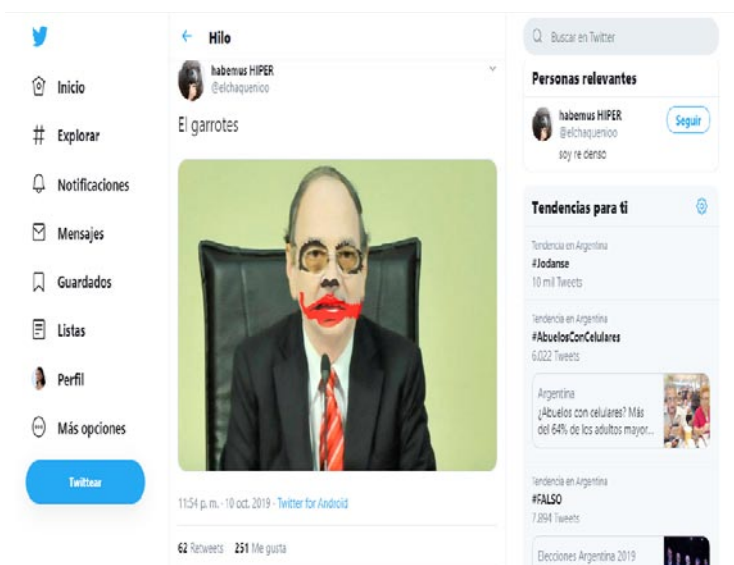 Inicio
Explorar
Notificaciones
Mensajes
Guardados
Listas
Perfil
Más opciones
Twittear
Hilo
habemus HIPER
@elchaquenioo
El garrotes
11:54 p. m. · 10 oct. 2019 · Twitter for Android
62 Retweets 251 Me gusta
Buscar en Twitter
Personas relevantes
habemus HIPER
@elchaquenioo
Seguir
soy re denso
Tendencias para ti
Tendencia en Argentina
#Jodanse
10 mil Tweets
Tendencia en Argentina
#AbuelosConCelulares
6.022 Tweets
Argentina
¿Abuelos con celulares? Más
del 64% de los adultos mayor...
Tendencia en Argentina
#FALSO
7.894 Tweets
Elecciones Argentina 2019